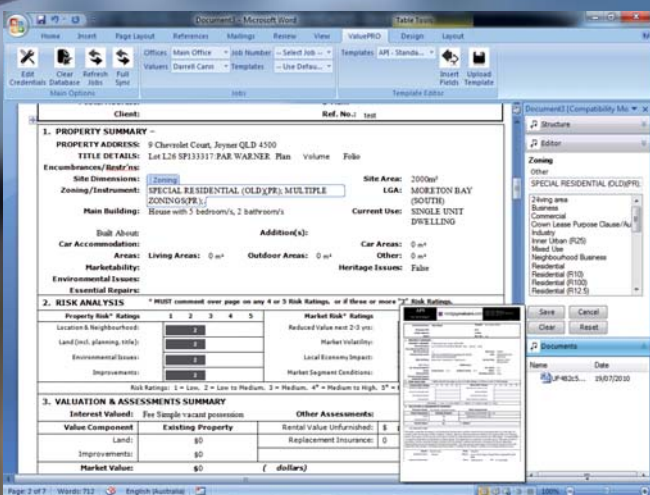 Document3 - Microsoft Word
Table Tools
Home Insert Page Layout References Mailings Review View ValuePRO Design Layout
Edit Credentials
Clear Database
Refresh Jobs
Full Sync
Main Options
Offices Main Office
Valuers Darrell Cann
Job Number -- Select Job --
Templates -- Use Defau...
Jobs
Templates API - Standa...
Insert Fields
Upload Template
Template Editor
Client:
Ref. No.: test
1. PROPERTY SUMMARY –
PROPERTY ADDRESS: 9 Chevrolet Court, Joyner QLD 4500
TITLE DETAILS: Lot L26 SP133317:PAR WARNER Plan Volume Folio
Encumbrances/Restr'ns:
Site Dimensions:
Zoning
Site Area: 2000m²
Zoning/Instrument: SPECIAL RESIDENTIAL (OLD)(PR); MULTIPLE ZONINGS(PR);
LGA: MORETON BAY (SOUTH)
Main Building: House with 5 bedroom/s, 2 bathroom/s
Current Use: SINGLE UNIT DWELLING
Built About:
Addition(s):
Car Accommodation:
Car Areas: 0 m²
Areas: Living Areas: 0 m² Outdoor Areas: 0 m² Other: 0 m²
Marketability:
Heritage Issues: False
Environmental Issues:
Essential Repairs:
2. RISK ANALYSIS * MUST comment over page on any 4 or 5 Risk Ratings, or if three or more "3" Risk Ratings.
Property Risk* Ratings 1 2 3 4 5 Market Risk* Ratings
Location & Neighbourhood: Reduced Value next 2-3 yrs:
Land (incl. planning, title): Market Volatility:
Environmental Issues: Local Economy Impact:
Improvements: Market Segment Conditions:
Risk Ratings: 1 = Low, 2 = Low to Medium, 3 = Medium, 4* = Medium to High, 5* =
3. VALUATION & ASSESSMENTS SUMMARY
Interest Valued: Fee Simple vacant possession
Other Assessments:
Value Component Existing Property Rental Value Unfurnished: $
Land: $0 Replacement Insurance: 0
Improvements: $0
Market Value: $0 ( dollars)
Document3 [Compatibility Mo
Structure
Editor
Zoning
Other
SPECIAL RESIDENTIAL (OLD)(PR);
24iving area
Business
Commercial
Crown Lease Purpose Clause/Au
Industry
Inner Urban (R25)
Mixed Use
Neighbourhood Business
Residential
Residential (R10)
Residential (R100)
Residential (R12.5)
Save Cancel
Clear Reset
Documents
Name Date
UF482c5... 19/07/2010
Page: 2 of 7 Words: 712 English (Australia)
100%